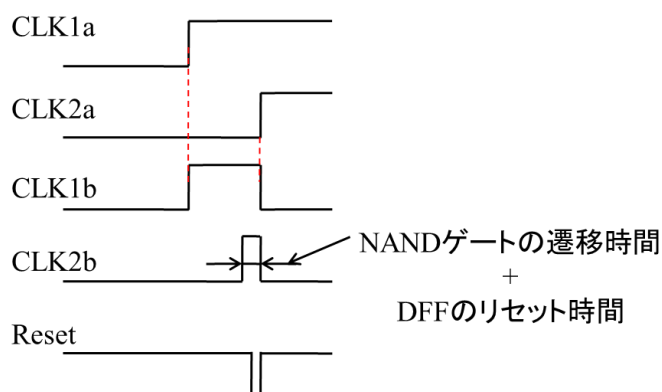 CLK1a
CLK2a
CLK1b
CLK2b
NANDゲートの遷移時間
+
DFFのリセット時間
Reset